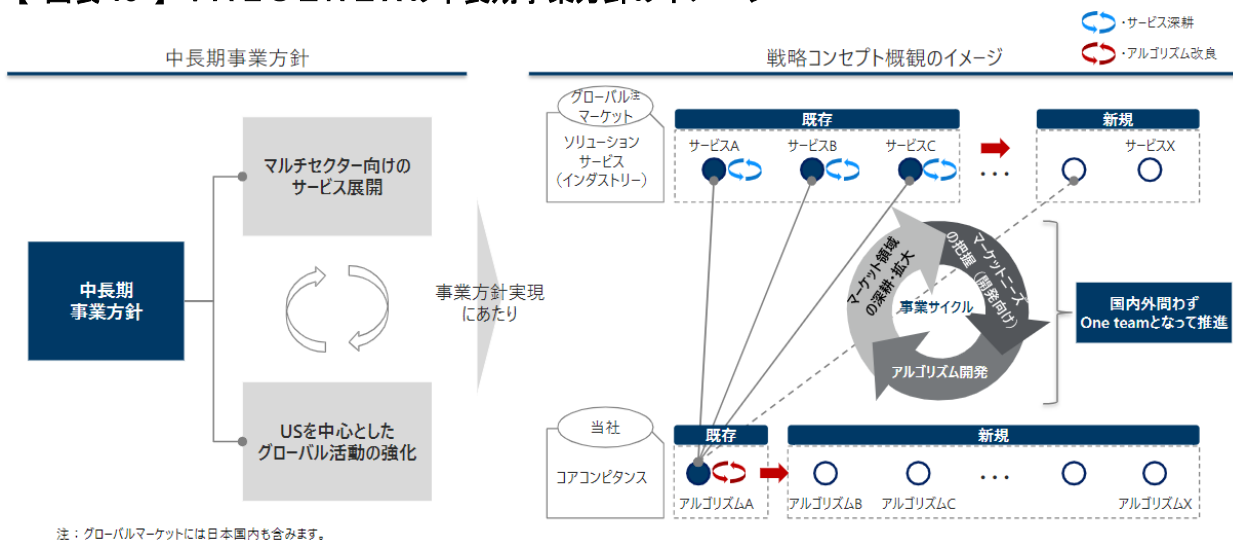 中長期事業方針
戦略コンセプト概観のイメージ
・サービス深耕
・アルゴリズム改良
中長期
事業方針
マルチセクター向けの
サービス展開
USを中心とした
グローバル活動の強化
事業方針実現
にあたり
グローバル注
マーケット
ソリューション
サービス
（インダストリー）
既存
サービスA
サービスB
サービスC
・・・
新規
サービスX
マーケット領域
の深耕・拡大
マーケットニーズ
の把握（開発向け）
事業サイクル
アルゴリズム開発
国内外問わず
One teamとなって推進
当社
コアコンピタンス
既存
アルゴリズムA
新規
アルゴリズムB
アルゴリズムC
・・・
アルゴリズムX
注：グローバルマーケットには日本国内も含みます。